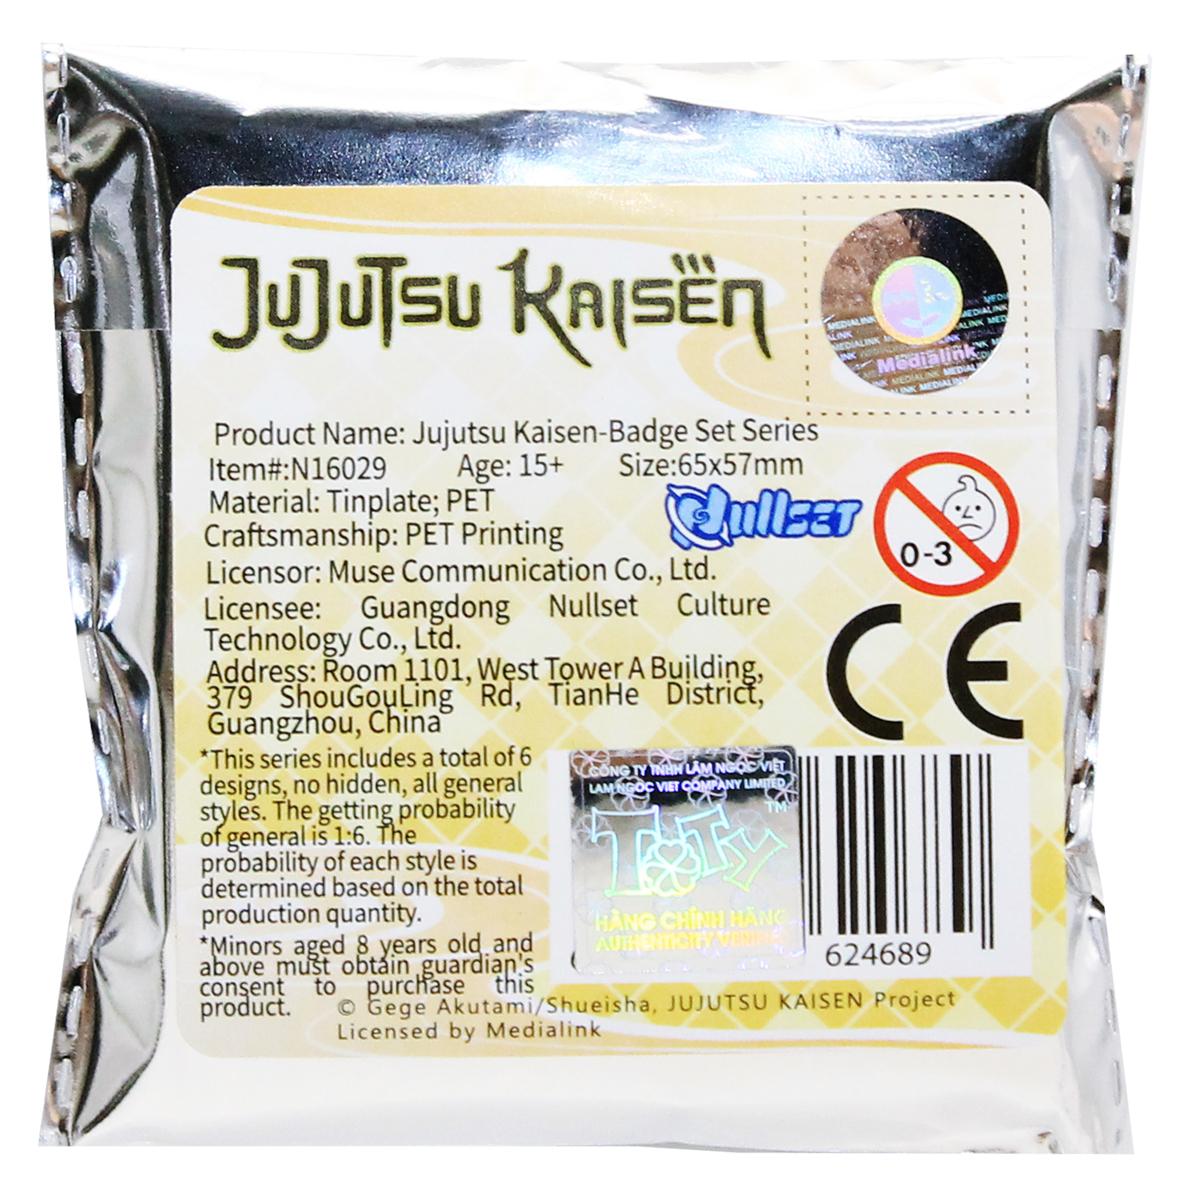 JUJUTSU KAISEN
Medialink
Product Name: Jujutsu Kaisen-Badge Set Series
Item#:N16029 Age: 15+ Size:65x57mm
Material: Tinplate; PET
Nullset
Craftsmanship: PET Printing
0-3
Licensor: Muse Communication Co., Ltd.
Licensee: Guangdong Nullset Culture
Technology Co., Ltd.
CE
Address: Room 1101, West Tower A Building,
379 ShouGouLing Rd, TianHe District,
Guangzhou, China
*This series includes a total of 6
designs, no hidden, all general
styles. The getting probability
of general is 1:6. The
probability of each style is
determined based on the total
production quantity.
*Minors aged 8 years old and
above must obtain guardian's
consent to purchase this
product.
CÔNG TY TNHH LÂM NGỌC VIỆT
LAM NGOC VIET COMPANY LIMITED
ToTy™
HÀNG CHÍNH HÃNG
AUTHENTICITY
624689
© Gege Akutami/Shueisha, JUJUTSU KAISEN Project
Licensed by Medialink